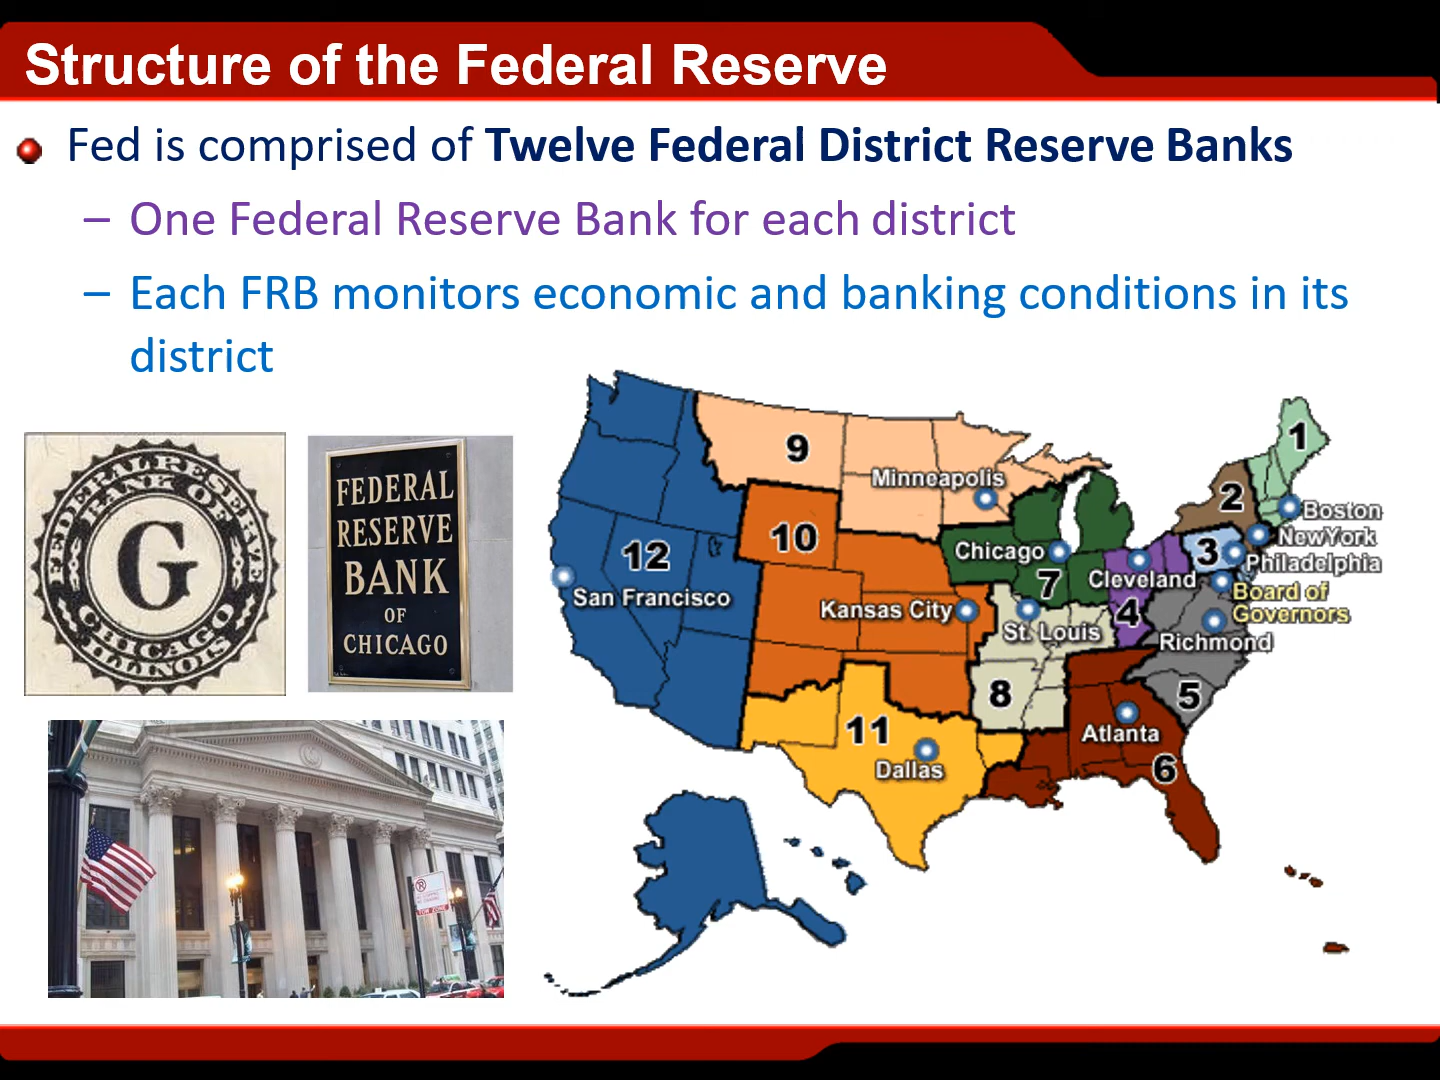 Structure of the Federal Reserve
Fed is comprised of Twelve Federal District Reserve Banks
– One Federal Reserve Bank for each district
– Each FRB monitors economic and banking conditions in its
district
FEDERAL RESERVE
BANK OF
G
CHICAGO
ILLINOIS
FEDERAL
RESERVE
BANK
OF
CHICAGO
TOW ZONE
1
9
2
Minneapolis
Boston
10
NewYork
12
Chicago
3
Philadelphia
7
Cleveland
Board of
Governors
San Francisco
Kansas City
4
St. Louis
Richmond
8
5
11
Atlanta
Dallas
6